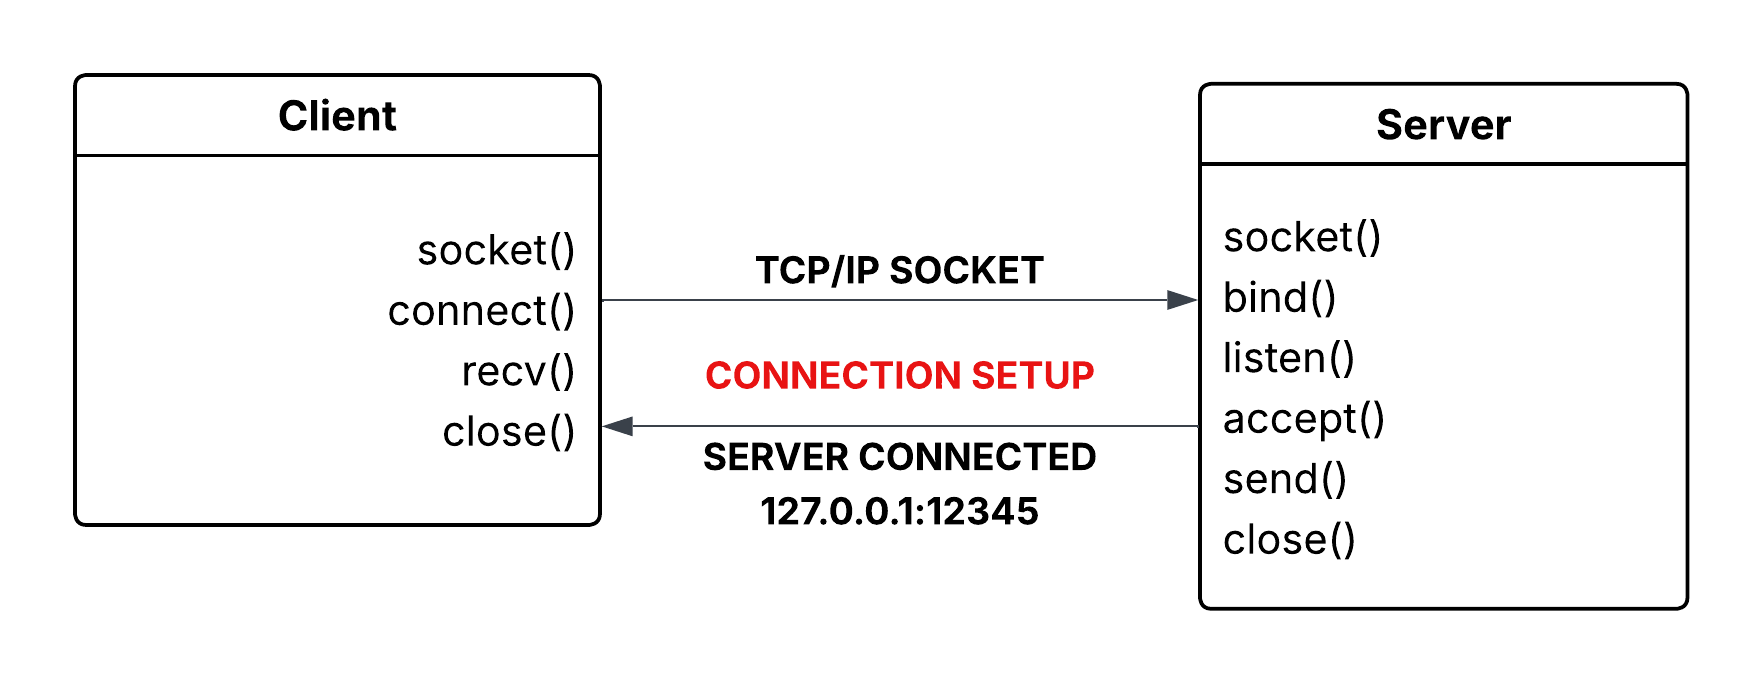 Client
socket()
connect()
recv()
close()
TCP/IP SOCKET
CONNECTION SETUP
SERVER CONNECTED
127.0.0.1:12345
Server
socket()
bind()
listen()
accept()
send()
close()